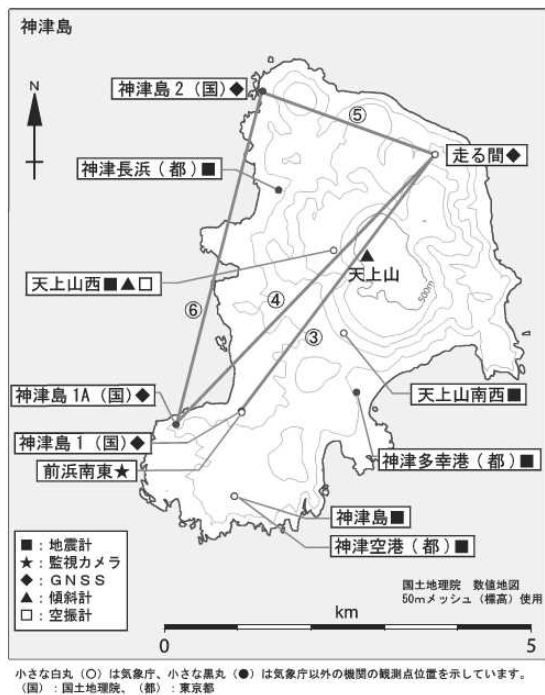 神津島
N
神津島2(国)◆
⑤
走る間◆
神津長浜(都)■
天上山西■▲□
天上山
500m
⑥
④
③
神津島1A(国)◆
天上山南西■
神津島1(国)◆
前浜南東★
神津多幸港(都)■
神津島■
神津空港(都)■
■:地震計
★:監視カメラ
◆:GNSS
▲:傾斜計
□:空振計
国土地理院 数値地図
50mメッシュ(標高)使用
km
0 5
小さな白丸(○)は気象庁、小さな黒丸(●)は気象庁以外の機関の観測点位置を示しています。
(国):国土地理院、(都):東京都